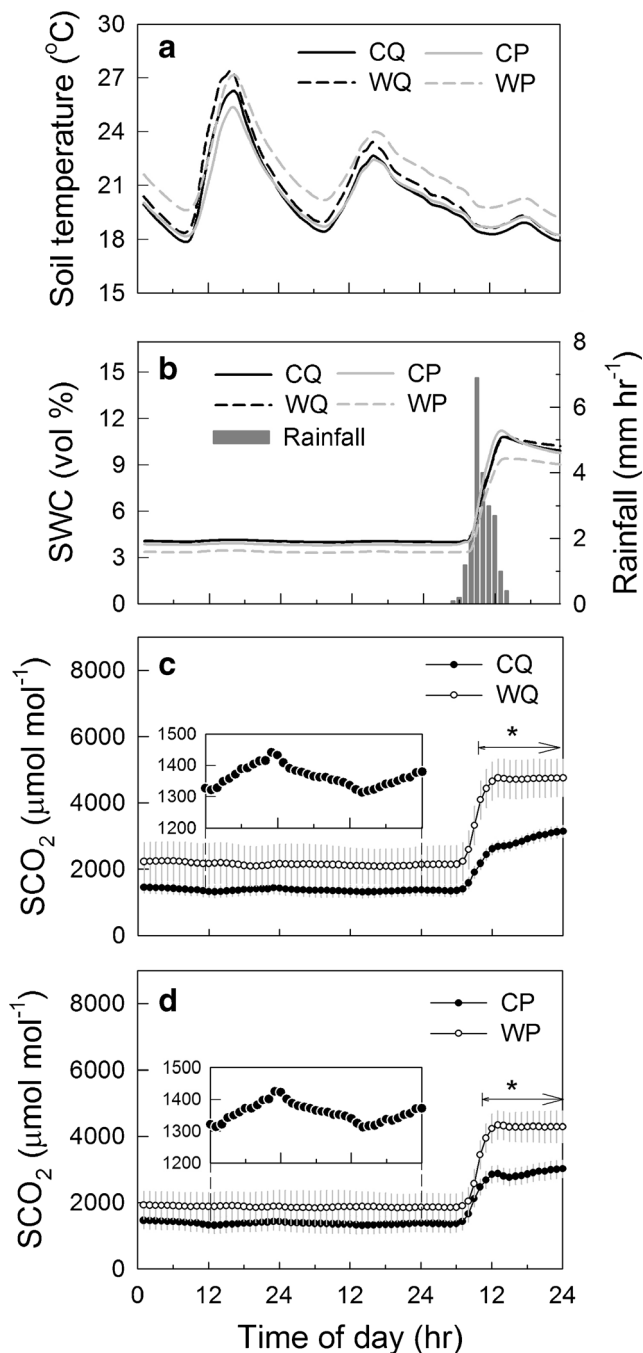 a
CQ CP
WQ WP
Soil temperature (°C)
30
27
24
21
18
15
b
CQ CP
WQ WP
Rainfall
SWC (vol %)
15
12
9
6
3
0
Rainfall (mm hr⁻¹)
8
6
4
2
0
c
CQ
WQ
*
SCO₂ (μmol mol⁻¹)
8000
6000
4000
2000
0
1500
1400
1300
1200
d
CP
WP
*
SCO₂ (μmol mol⁻¹)
8000
6000
4000
2000
0
1500
1400
1300
1200
0 12 24 12 24 12 24
Time of day (hr)